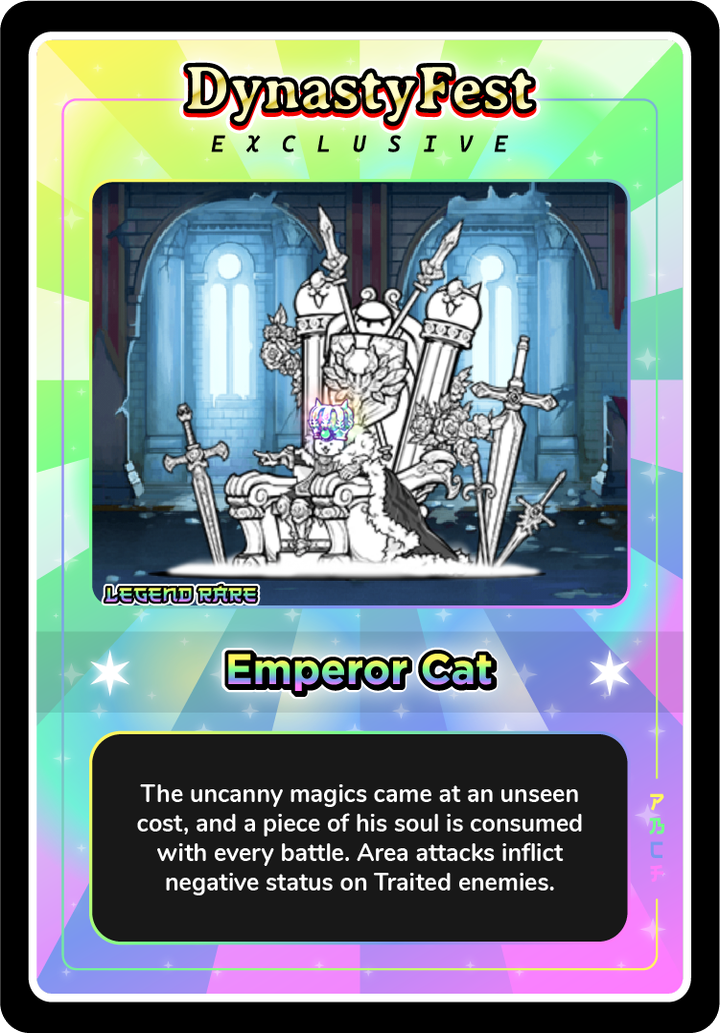 DynastyFest
EXCLUSIVE
LEGEND RARE
Emperor Cat
The uncanny magics came at an unseen
cost, and a piece of his soul is consumed
with every battle. Area attacks inflict
negative status on Traited enemies.